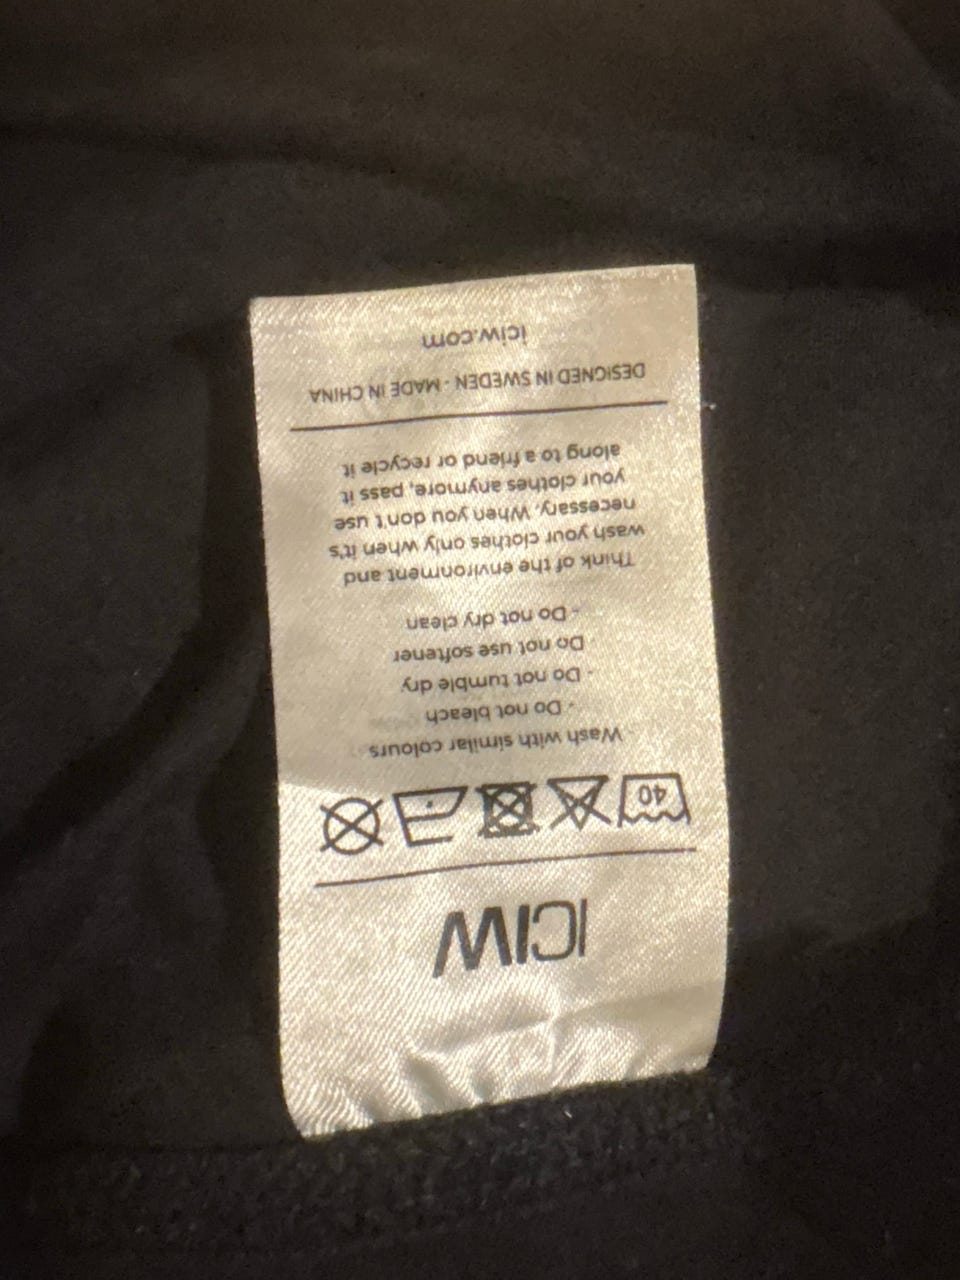 ICIW
40
- Wash with similar colours
- Do not bleach
- Do not tumble dry
- Do not use softener
- Do not dry clean
Think of the environment and
wash your clothes only when it's
necessary. When you don't use
your clothes anymore, pass it
along to a friend or recycle it
DESIGNED IN SWEDEN - MADE IN CHINA
iciw.com